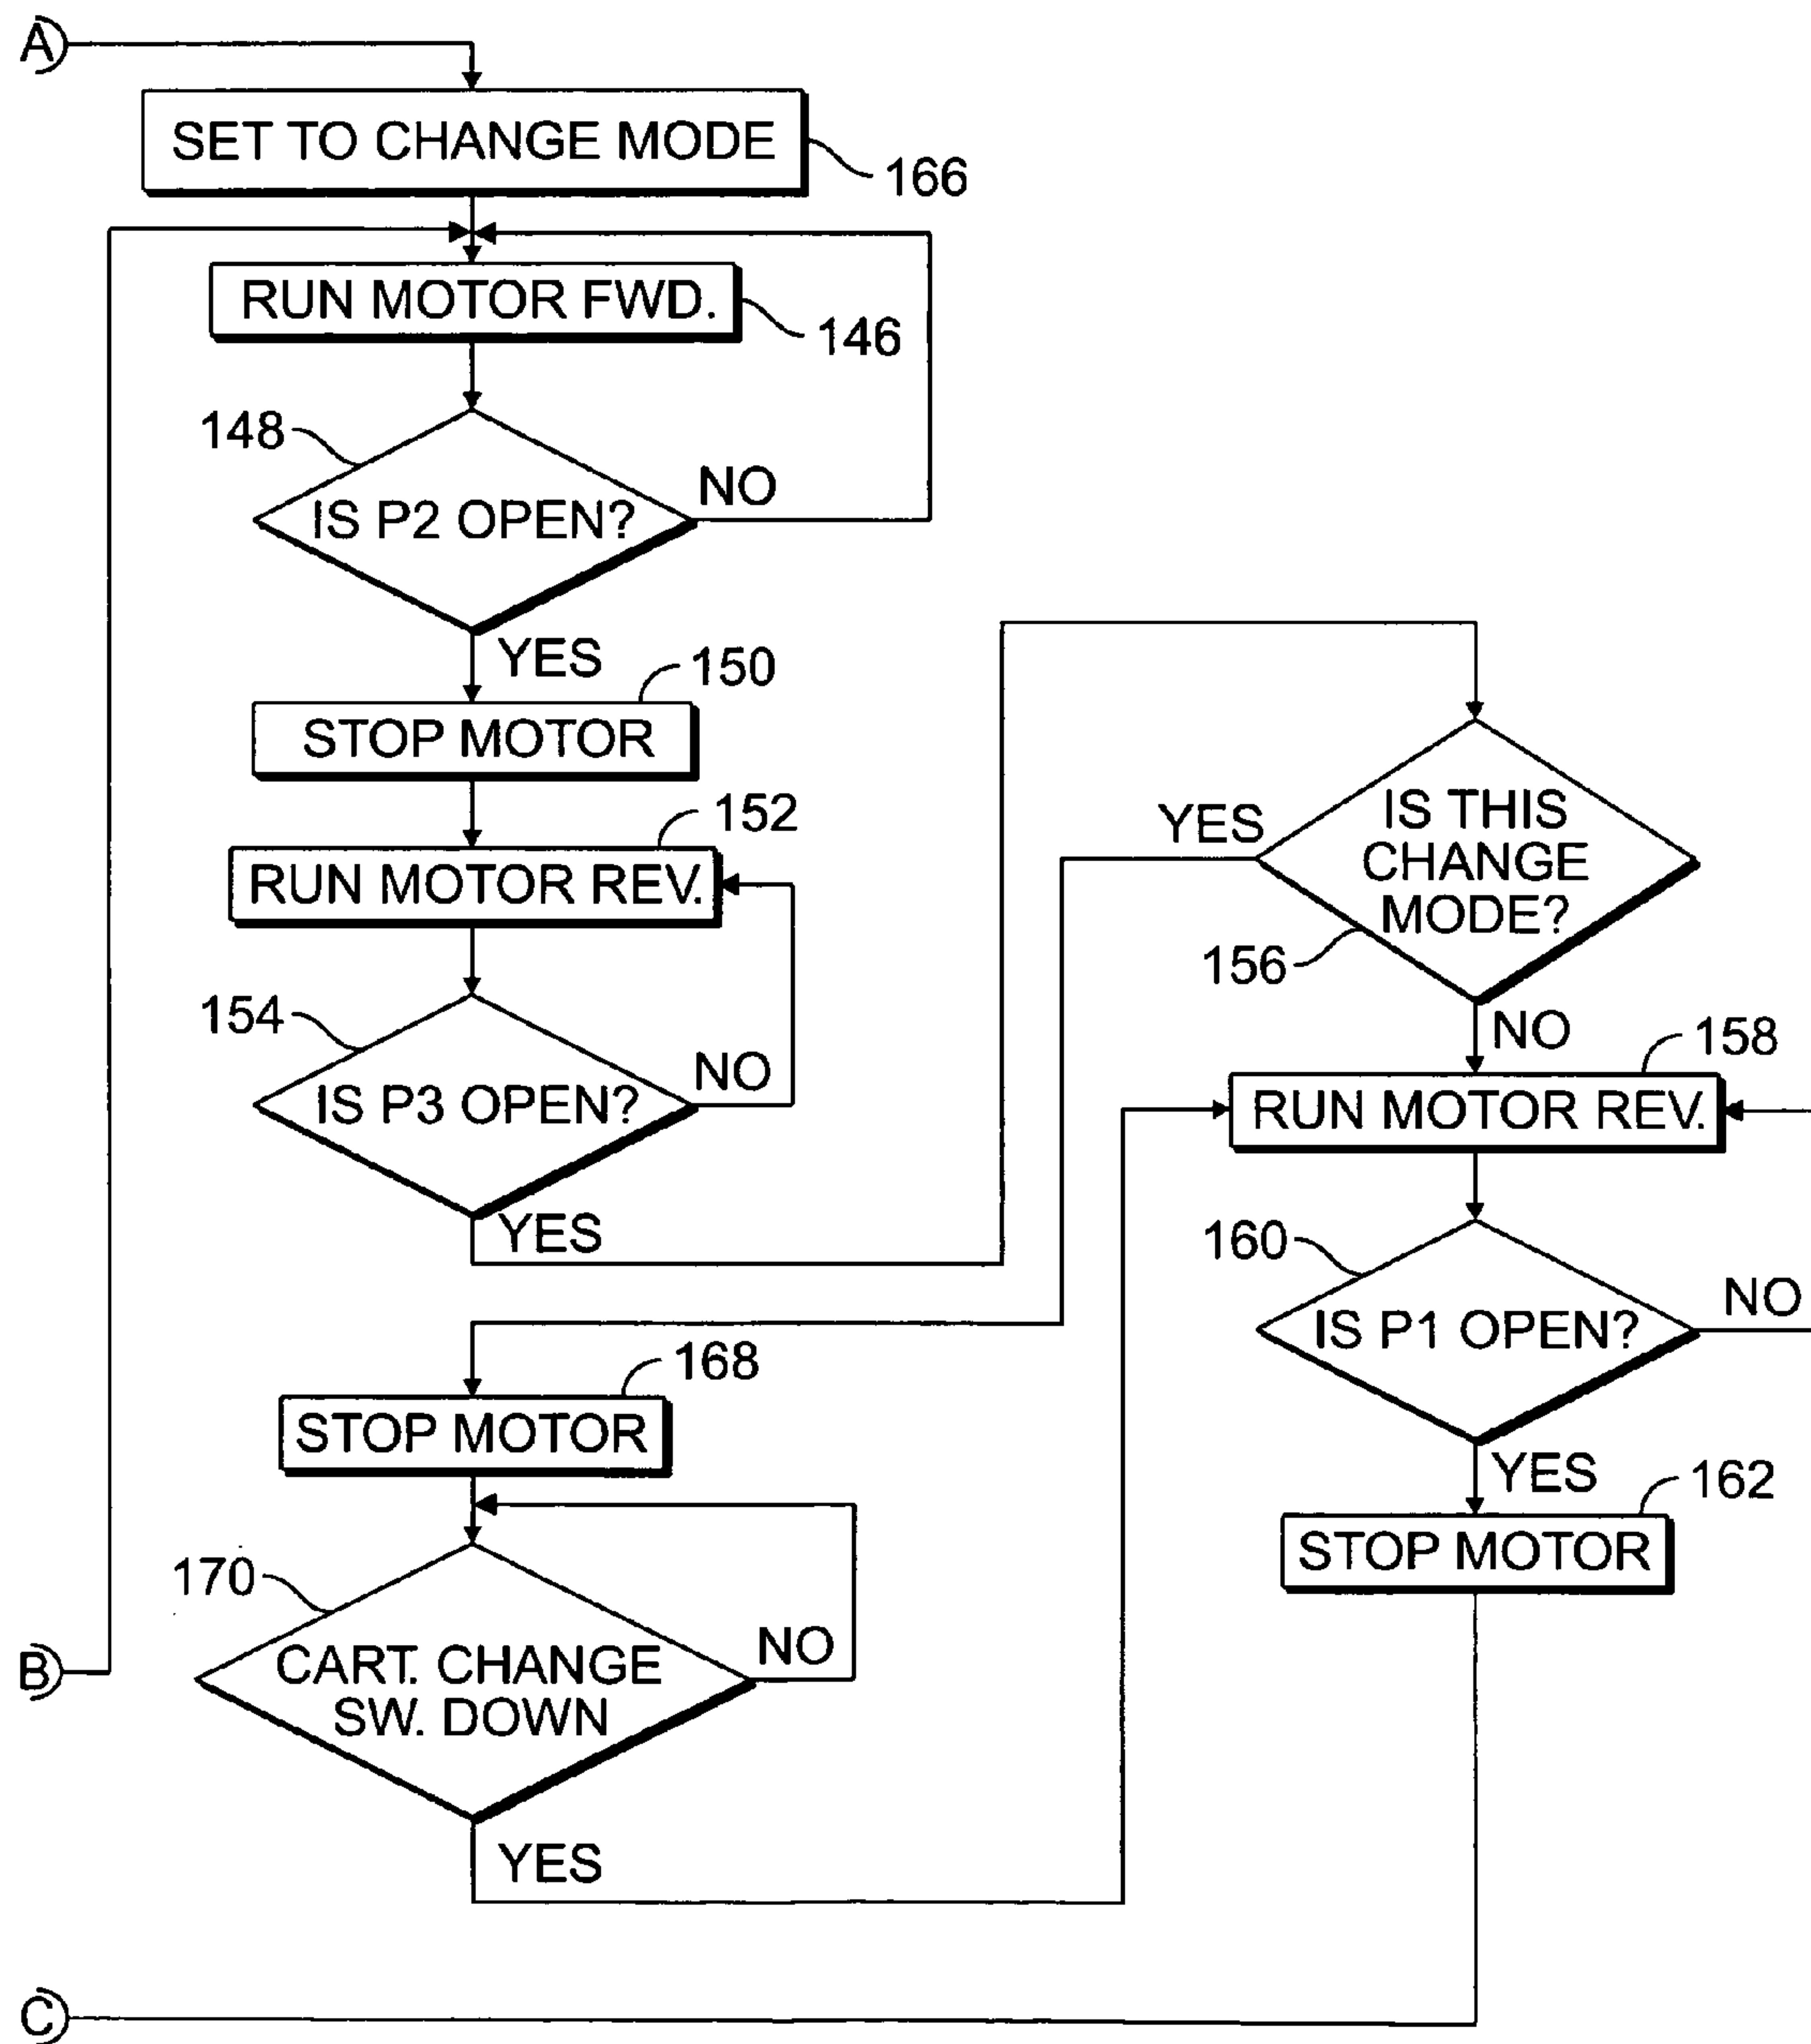 A
SET TO CHANGE MODE
166
RUN MOTOR FWD.
146
148
IS P2 OPEN?
NO
YES
150
STOP MOTOR
152
RUN MOTOR REV.
154
IS P3 OPEN?
NO
YES
IS THIS
CHANGE
MODE?
YES
156
NO
158
RUN MOTOR REV.
160
IS P1 OPEN?
NO
YES
162
STOP MOTOR
168
STOP MOTOR
170
CART. CHANGE
SW. DOWN
NO
YES
B
C